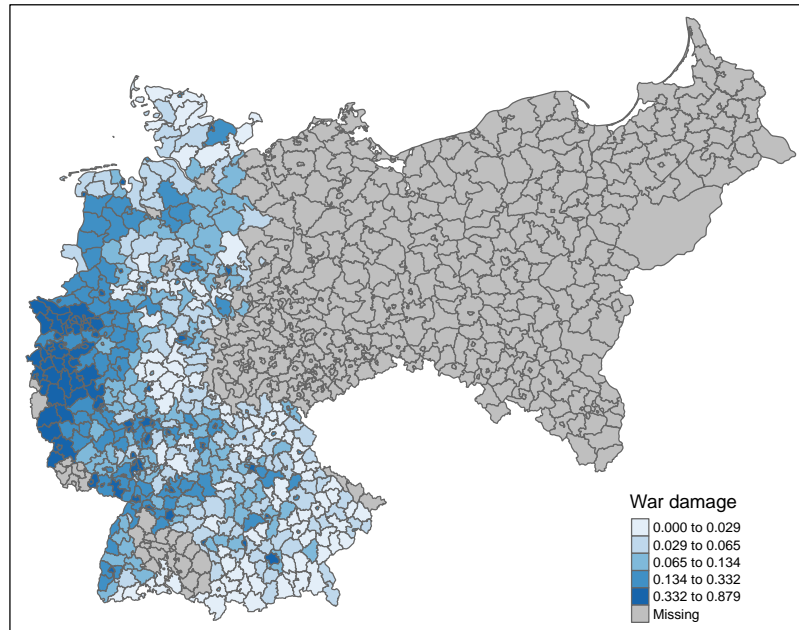 War damage
0.000 to 0.029
0.029 to 0.065
0.065 to 0.134
0.134 to 0.332
0.332 to 0.879
Missing